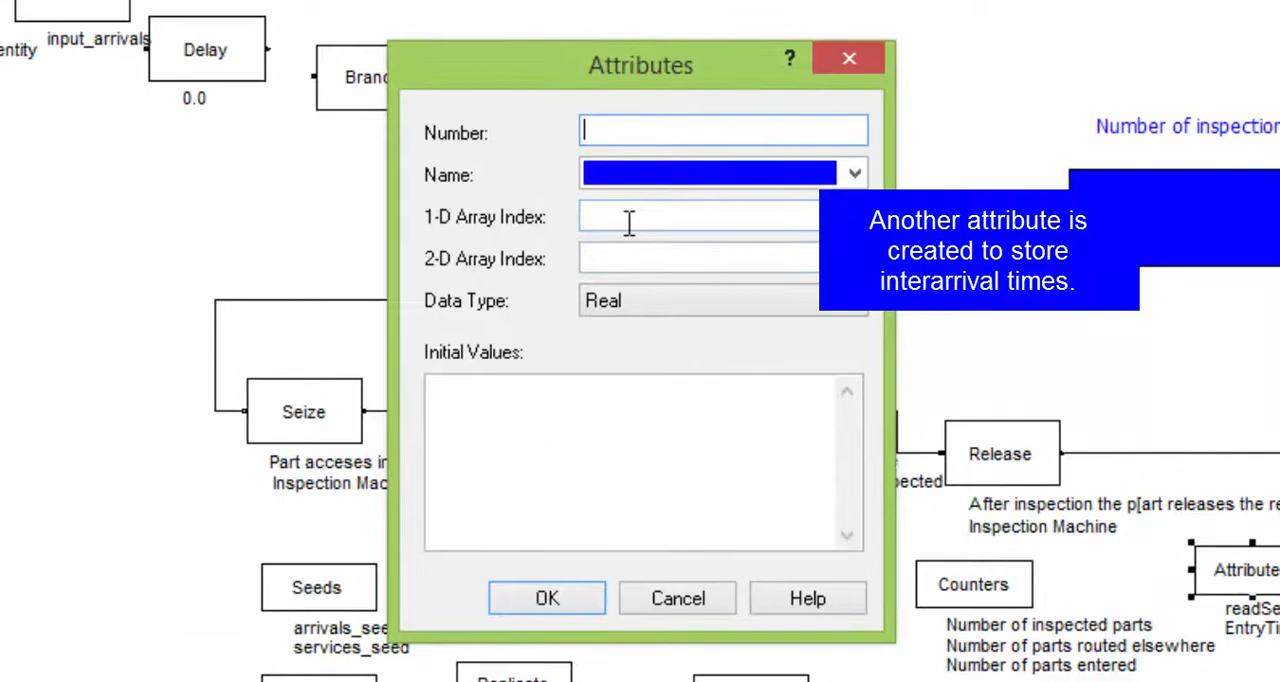 input_arrivals
entity
Delay
0.0
Branc
Attributes
?
Number:
Name:
1-D Array Index:
2-D Array Index:
Data Type:
Real
Initial Values:
OK
Cancel
Help
Number of inspection
Another attribute is
created to store
interarrival times.
Seize
Part acceses in
Inspection Mac
Release
ected
After inspection the p[art releases the re
Inspection Machine
Seeds
arrivals_see
services_seed
Counters
Number of inspected parts
Number of parts routed elsewhere
Number of parts entered
Attribute
readSe
EntryTi